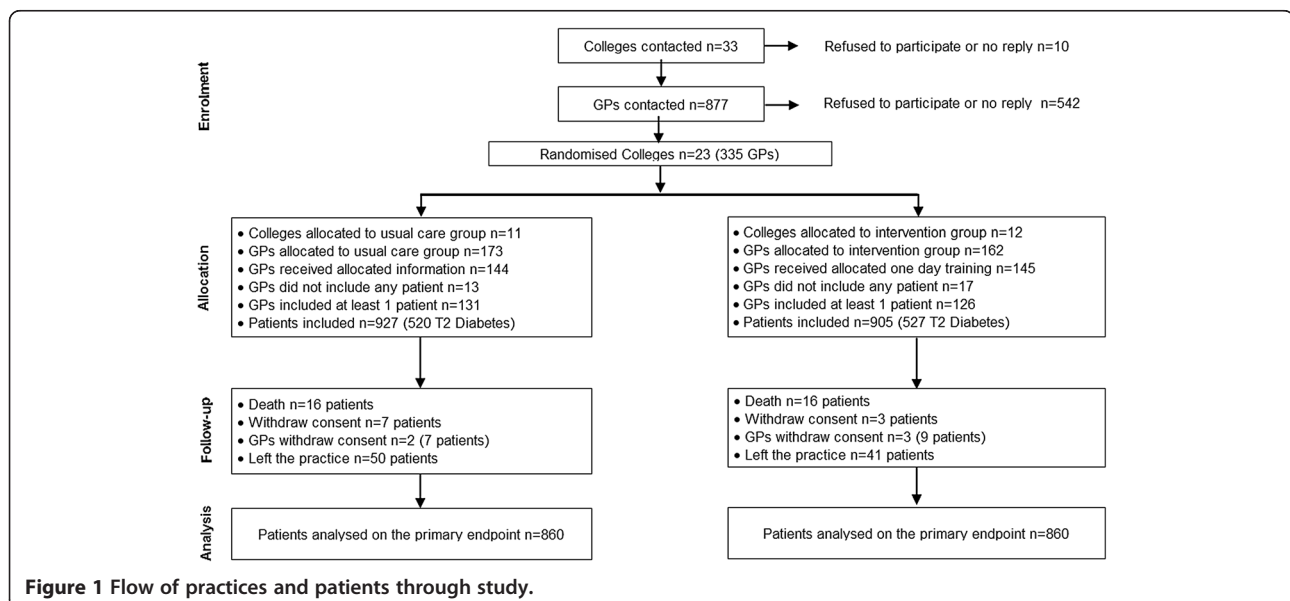 Colleges contacted n=33
Refused to participate or no reply n=10
Enrolment
GPs contacted n=877
Refused to participate or no reply n=542
Randomised Colleges n=23 (335 GPs)
Allocation
• Colleges allocated to usual care group n=11
• GPs allocated to usual care group n=173
• GPs received allocated information n=144
• GPs did not include any patient n=13
• GPs included at least 1 patient n=131
• Patients included n=927 (520 T2 Diabetes)
• Colleges allocated to intervention group n=12
• GPs allocated to intervention group n=162
• GPs received allocated one day training n=145
• GPs did not include any patient n=17
• GPs included at least 1 patient n=126
• Patients included n=905 (527 T2 Diabetes)
Follow-up
• Death n=16 patients
• Withdraw consent n=7 patients
• GPs withdraw consent n=2 (7 patients)
• Left the practice n=50 patients
• Death n=16 patients
• Withdraw consent n=3 patients
• GPs withdraw consent n=3 (9 patients)
• Left the practice n=41 patients
Analysis
Patients analysed on the primary endpoint n=860
Patients analysed on the primary endpoint n=860
Figure 1 Flow of practices and patients through study.